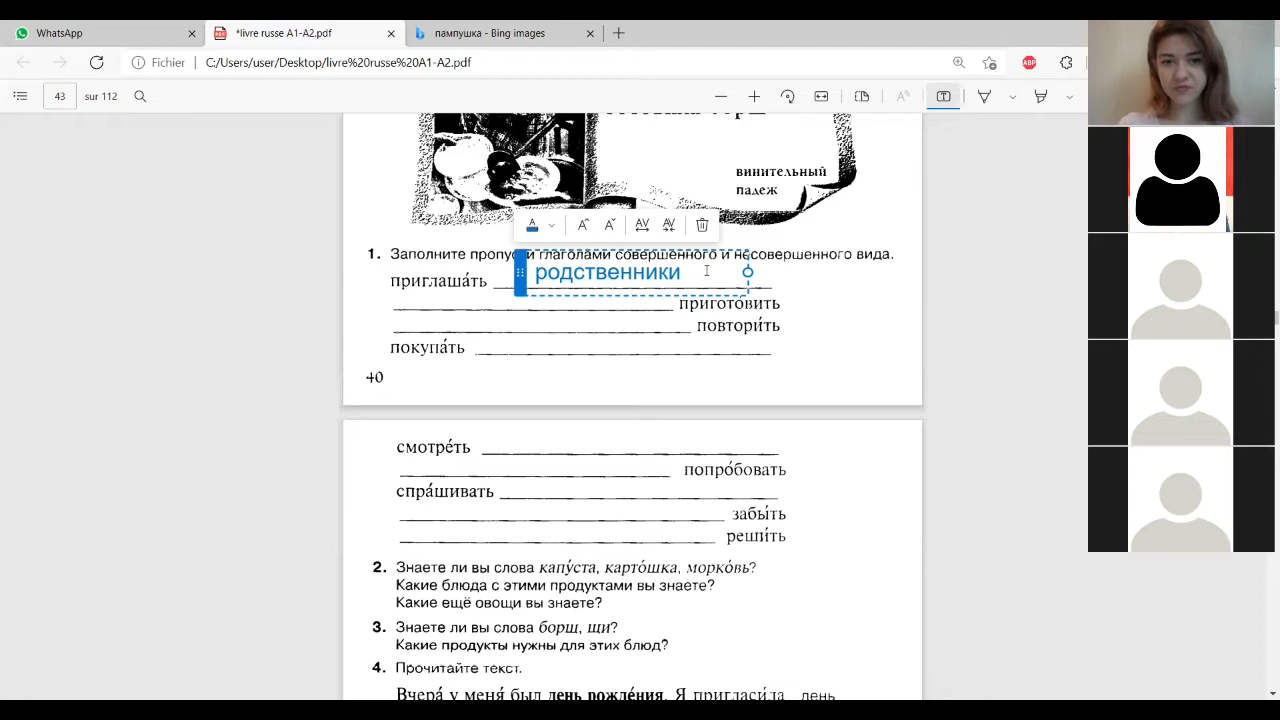 WhatsApp
*livre russe A1-A2.pdf
пампушка - Bing images
Fichier
C:/Users/user/Desktop/livre%20russe%20A1-A2.pdf
ABP
43 sur 112
винительный
падеж
1. Заполните пропуски глаголами совершенного и несовершенного вида.
родственники
приглаша́ть
пригото́вить
повтори́ть
покупа́ть
40
смотре́ть
попро́бовать
спра́шивать
забы́ть
реши́ть
2. Знаете ли вы слова капу́ста, карто́шка, морко́вь?
Какие блюда с этими продуктами вы знаете?
Какие ещё овощи вы знаете?
3. Знаете ли вы слова борщ, щи?
Какие продукты нужны для этих блюд?
4. Прочитайте текст.
Вчера́ у меня́ был день рожде́ния. Я пригласи́ла день